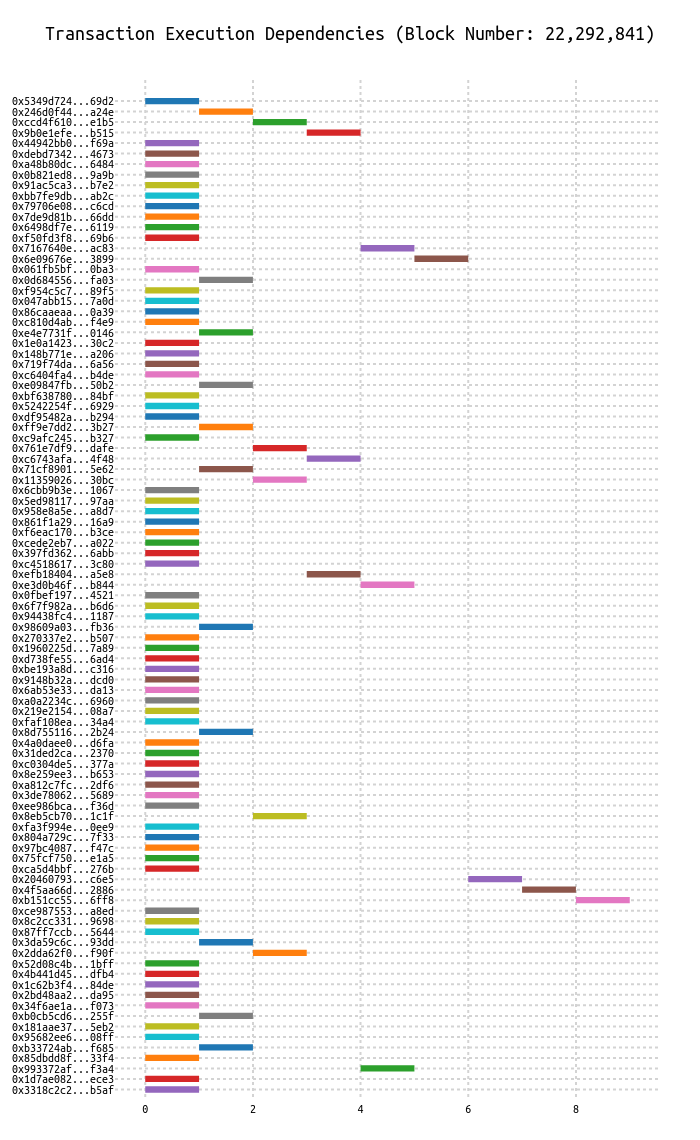 Transaction Execution Dependencies (Block Number: 22,292,841)
0x5349d724...69d2
0x246d0f44...a24e
0xccd4f610...e1b5
0x9b0e1efe...b515
0x44942bb0...f69a
0xdebd7342...4673
0xa48b80dc...6484
0x0b821ed8...9a9b
0x91ac5ca3...b7e2
0xbb7fe9db...ab2c
0x79706e08...c6cd
0x7de9d81b...66dd
0x6498df7e...6119
0xf50fd3f8...69b6
0x7167640e...ac83
0x6e09676e...3899
0x061fb5bf...0ba3
0x0d684556...fa03
0xf954c5c7...89f5
0x047abb15...7a0d
0x86caaeaa...0a39
0xc810d4ab...f4e9
0xe4e7731f...0146
0x1e0a1423...30c2
0x148b771e...a206
0x719f74da...6a56
0xc6404fa4...b4de
0xe09847fb...50b2
0xbf638780...84bf
0x5242254f...6929
0xdf95482a...b294
0xff9e7dd2...3b27
0xc9afc245...b327
0x761e7df9...dafe
0xc6743afa...4f48
0x71cf8901...5e62
0x11359026...30bc
0x6cbb9b3e...1067
0x5ed98117...97aa
0x958e8a5e...a8d7
0x861f1a29...16a9
0xf6eac170...b3ce
0xcede2eb7...a022
0x397fd362...6abb
0xc4518617...3c80
0xefb18404...a5e8
0xe3d0b46f...b844
0x0fbef197...4521
0x6f7f982a...b6d6
0x94438fc4...1187
0x98609a03...fb36
0x270337e2...b507
0x1960225d...7a89
0xd738fe55...6ad4
0xbe193a8d...c316
0x9148b32a...dcd0
0x6ab53e33...da13
0xa0a2234c...6960
0x219e2154...08a7
0xfaf108ea...34a4
0x8d755116...2b24
0x4a0daee0...d6fa
0x31ded2ca...2370
0xc0304de5...377a
0x8e259ee3...b653
0xa812c7fc...2df6
0x3de78062...5689
0xee986bca...f36d
0x8eb5cb70...1c1f
0xfa3f994e...0ee9
0x804a729c...7f33
0x97bc4087...f47c
0x75fcf750...e1a5
0xca5d4bbf...276b
0x20460793...c6e5
0x4f5aa66d...2886
0xb151cc55...6ff8
0xce987553...a8ed
0x8c2cc331...9698
0x87ff7ccb...5644
0x3da59c6c...93dd
0x2dda62f0...f90f
0x52d08c4b...1bff
0x4b441d45...dfb4
0x1c62b3f4...84de
0x2bd48aa2...da95
0x34f6ae1a...f073
0xb0cb5cd6...255f
0x181aae37...5eb2
0x95682ee6...08ff
0xb33724ab...f685
0x85dbdd8f...33f4
0x993372af...f3a4
0x1d7ae082...ece3
0x3318c2c2...b5af
0 2 4 6 8